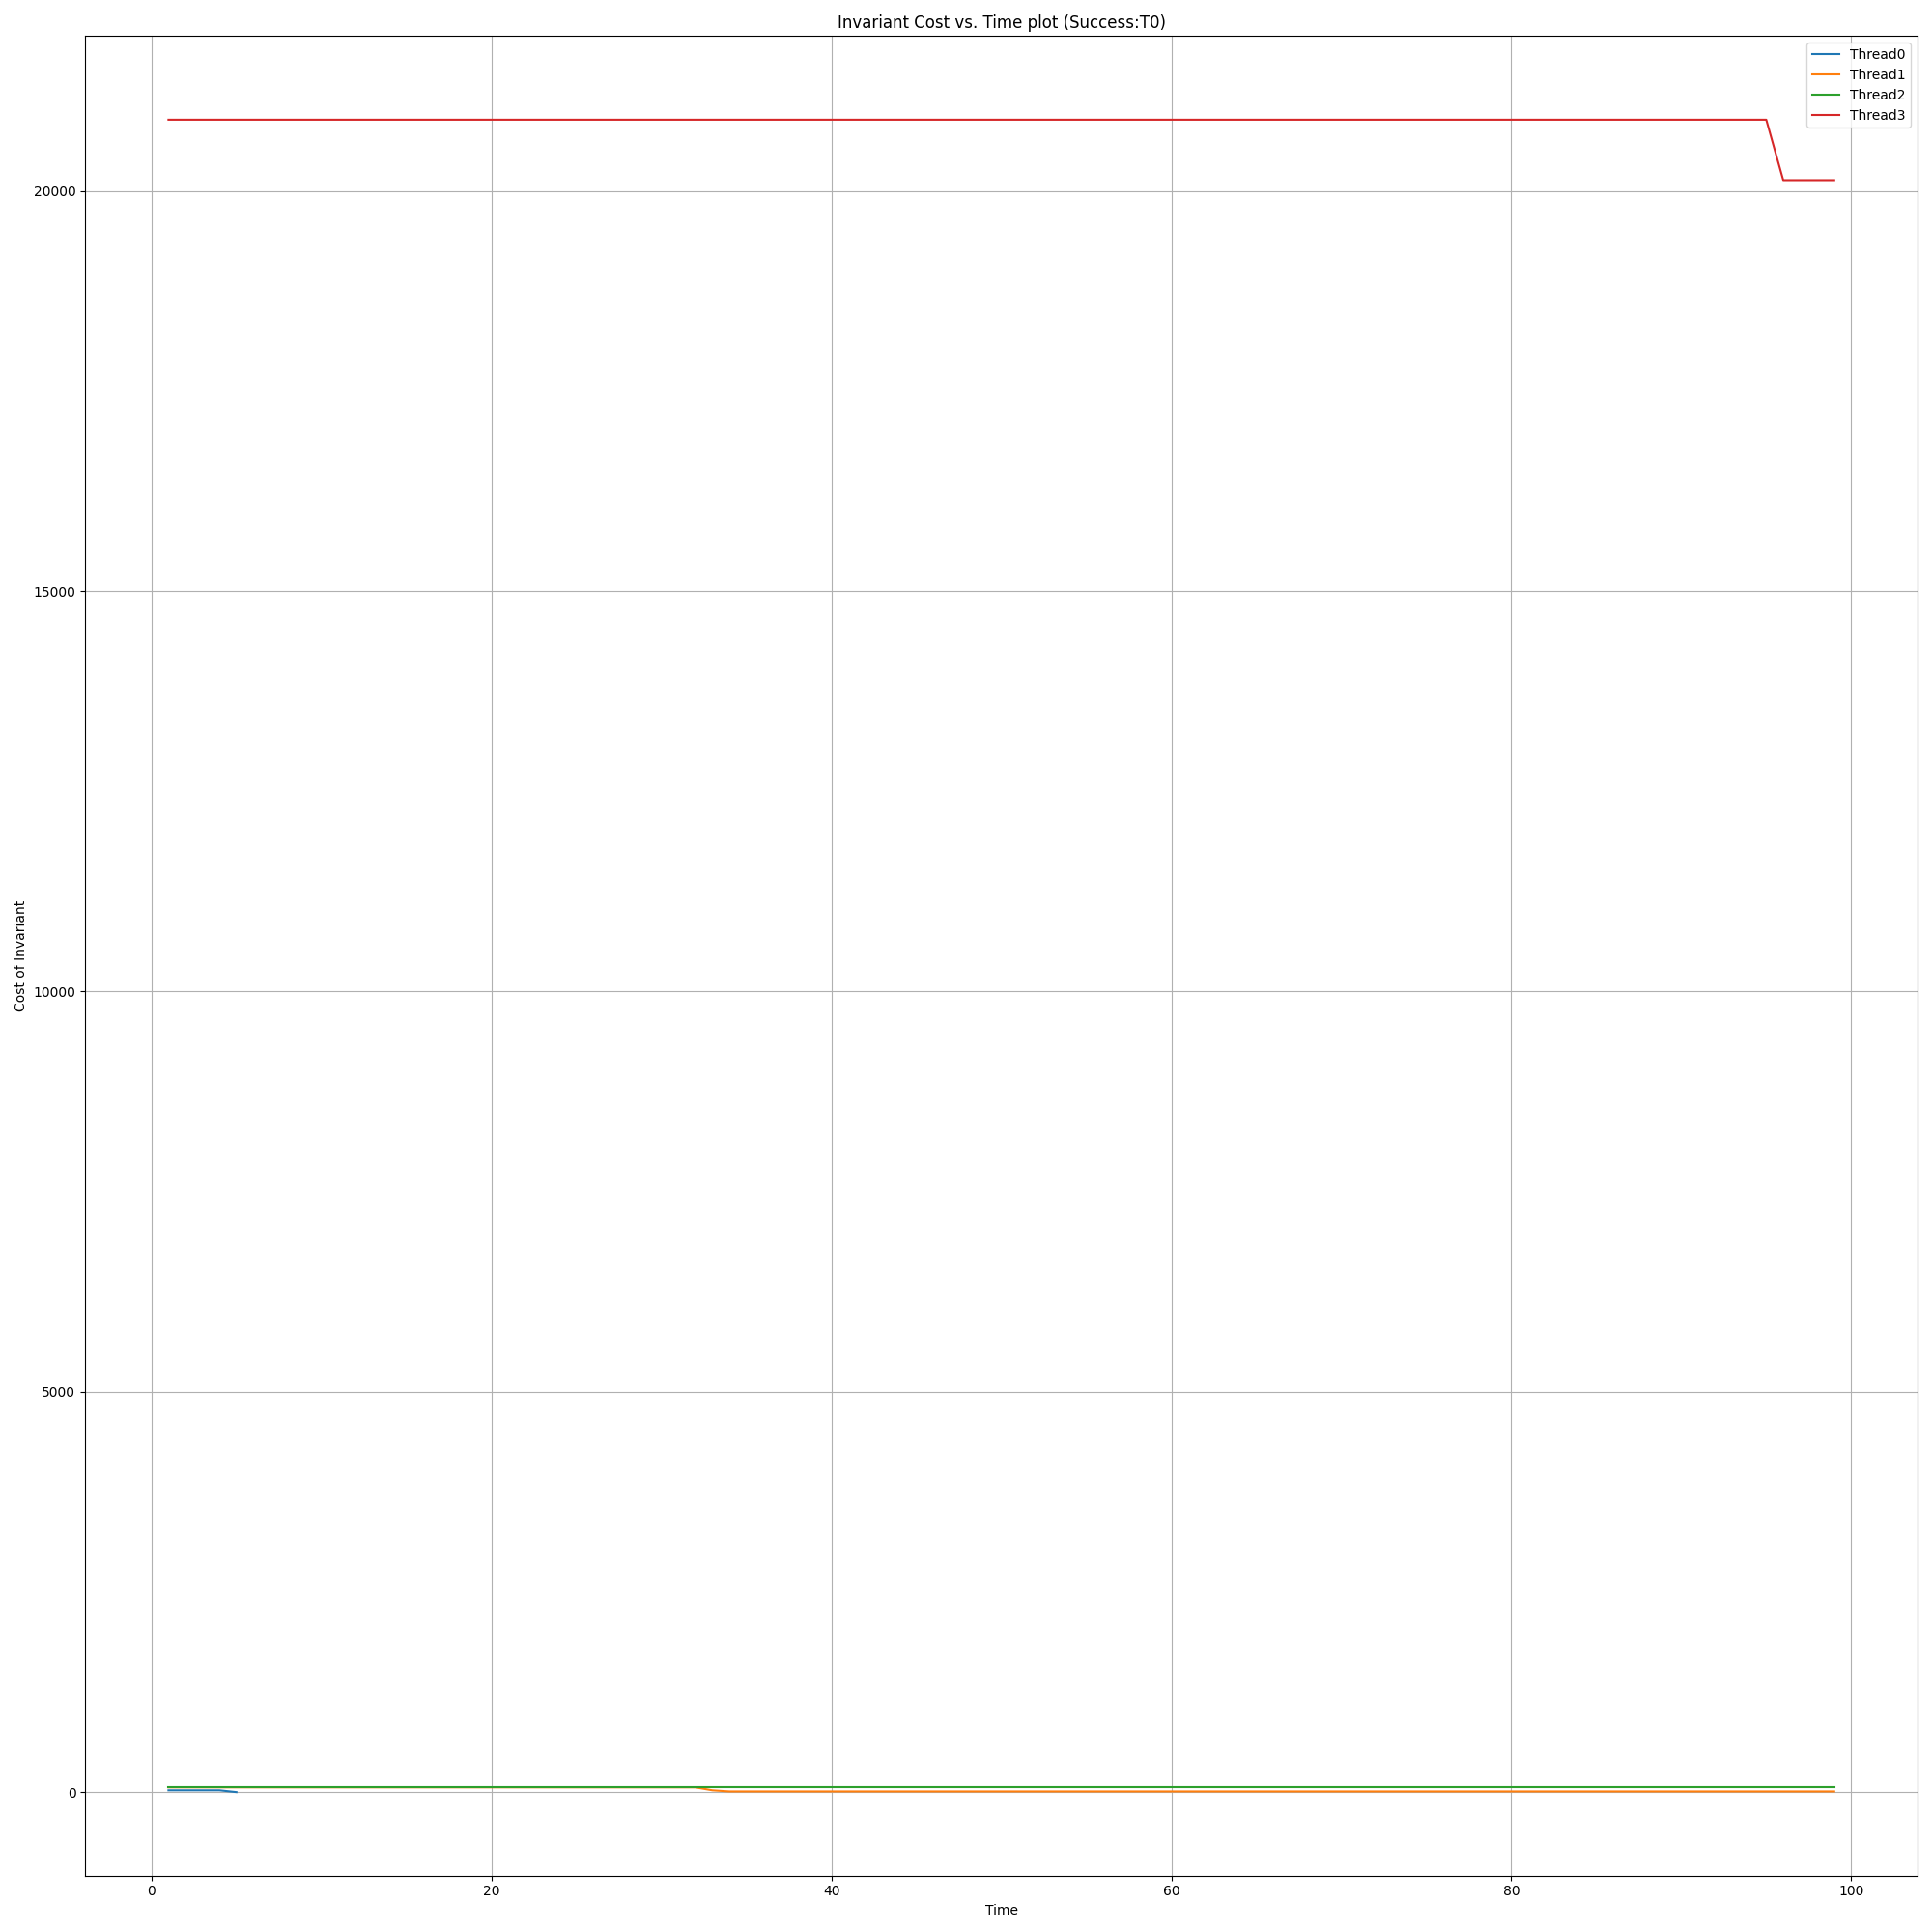 Invariant Cost vs. Time plot (Success:T0)
Thread0
Thread1
Thread2
Thread3
20000
15000
10000
5000
0
Cost of Invariant
0 20 40 60 80 100
Time